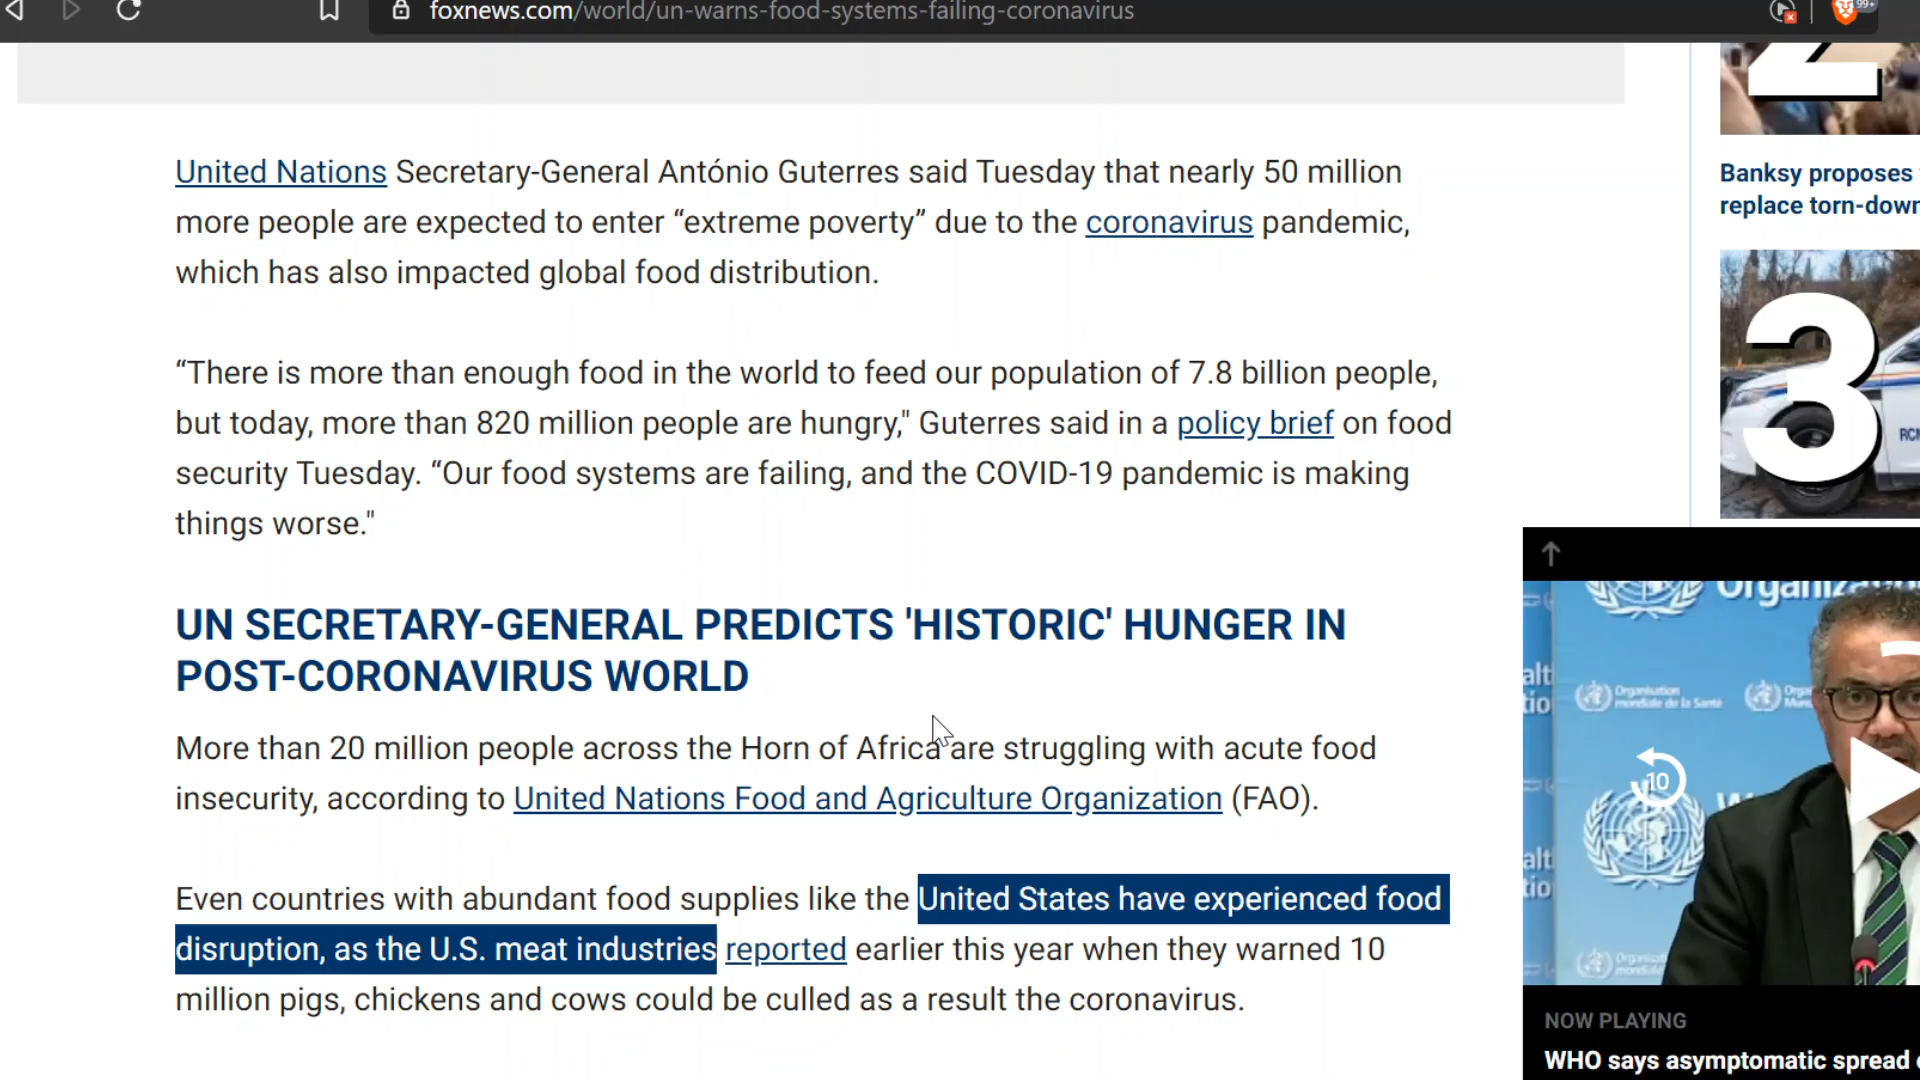 foxnews.com/world/un-warns-food-systems-failing-coronavirus
99+
2
United Nations Secretary-General António Guterres said Tuesday that nearly 50 million
more people are expected to enter “extreme poverty” due to the coronavirus pandemic,
which has also impacted global food distribution.
“There is more than enough food in the world to feed our population of 7.8 billion people,
but today, more than 820 million people are hungry," Guterres said in a policy brief on food
security Tuesday. “Our food systems are failing, and the COVID-19 pandemic is making
things worse."
UN SECRETARY-GENERAL PREDICTS 'HISTORIC' HUNGER IN
POST-CORONAVIRUS WORLD
More than 20 million people across the Horn of Africa are struggling with acute food
insecurity, according to United Nations Food and Agriculture Organization (FAO).
Even countries with abundant food supplies like the United States have experienced food
disruption, as the U.S. meat industries reported earlier this year when they warned 10
million pigs, chickens and cows could be culled as a result the coronavirus.
Banksy proposes
replace torn-down
3
Organisation
mondiale de la Santé
10
NOW PLAYING
WHO says asymptomatic spread